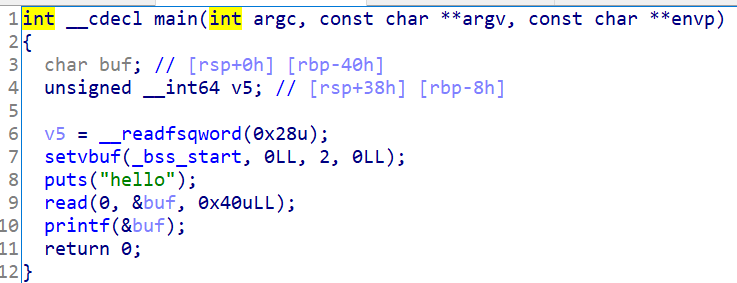 1 int __cdecl main(int argc, const char **argv, const char **envp)
2 {
3   char buf; // [rsp+0h] [rbp-40h]
4   unsigned __int64 v5; // [rsp+38h] [rbp-8h]
5
6   v5 = __readfsqword(0x28u);
7   setvbuf(_bss_start, 0LL, 2, 0LL);
8   puts("hello");
9   read(0, &buf, 0x40uLL);
10   printf(&buf);
11   return 0;
12 }